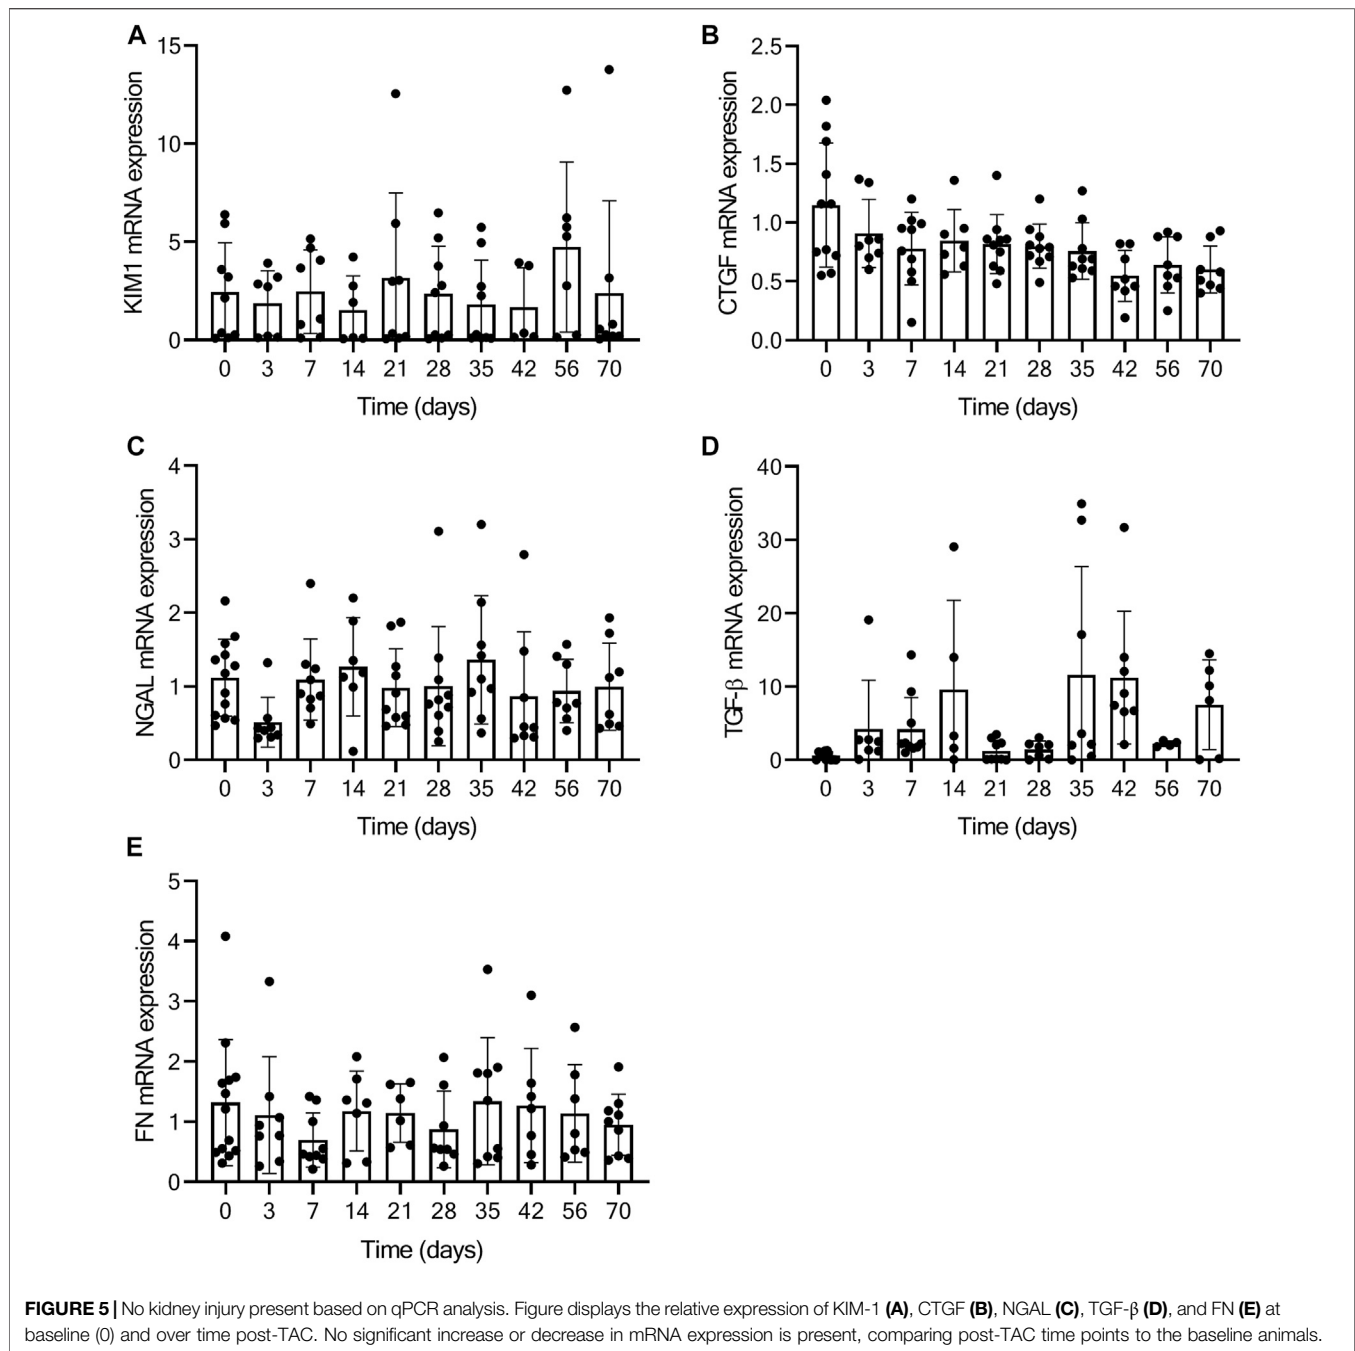 A
15
10
5
0
KIM1 mRNA expression
0 3 7 14 21 28 35 42 56 70
Time (days)
B
2.5
2.0
1.5
1.0
0.5
0.0
CTGF mRNA expression
0 3 7 14 21 28 35 42 56 70
Time (days)
C
4
3
2
1
0
NGAL mRNA expression
0 3 7 14 21 28 35 42 56 70
Time (days)
D
40
30
20
10
0
TGF-β mRNA expression
0 3 7 14 21 28 35 42 56 70
Time (days)
E
5
4
3
2
1
0
FN mRNA expression
0 3 7 14 21 28 35 42 56 70
Time (days)
FIGURE 5 | No kidney injury present based on qPCR analysis. Figure displays the relative expression of KIM-1 (A), CTGF (B), NGAL (C), TGF-β (D), and FN (E) at
baseline (0) and over time post-TAC. No significant increase or decrease in mRNA expression is present, comparing post-TAC time points to the baseline animals.